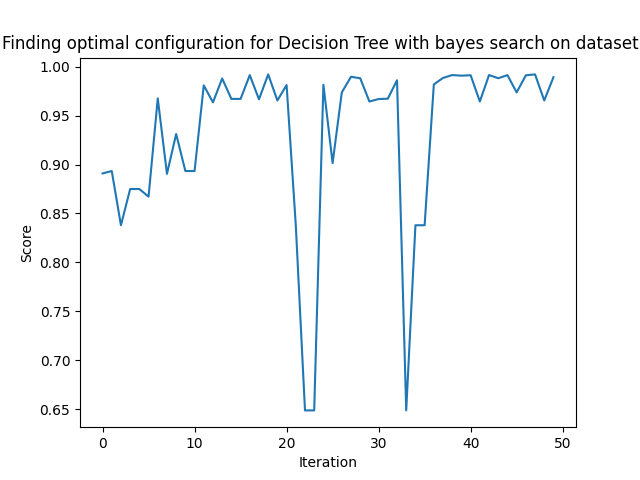 Finding optimal configuration for Decision Tree with bayes search on dataset
1.00
0.95
0.90
0.85
0.80
0.75
0.70
0.65
Score
0 10 20 30 40 50
Iteration